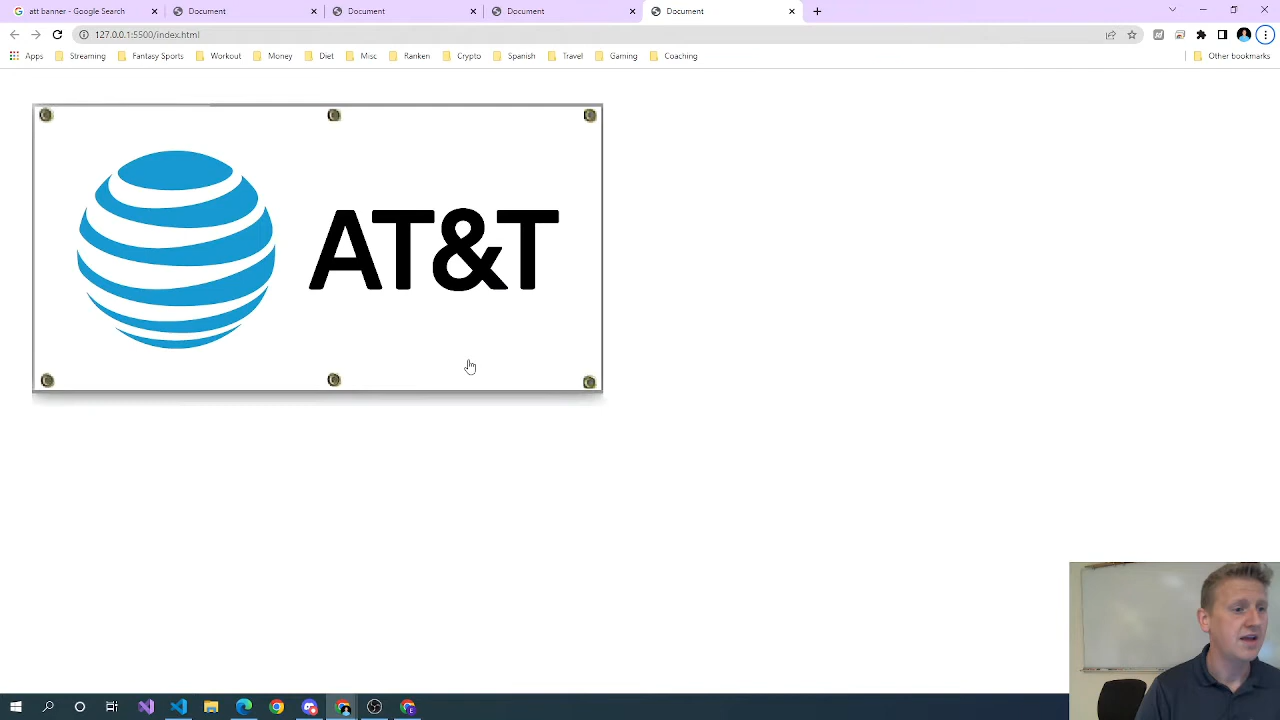 att banner - Google Search
Document
Document
Document
Document
127.0.0.1:5500/index.html
Apps
Streaming
Fantasy Sports
Workout
Money
Diet
Misc
Ranken
Crypto
Spanish
Travel
Gaming
Coaching
Other bookmarks
AT&T